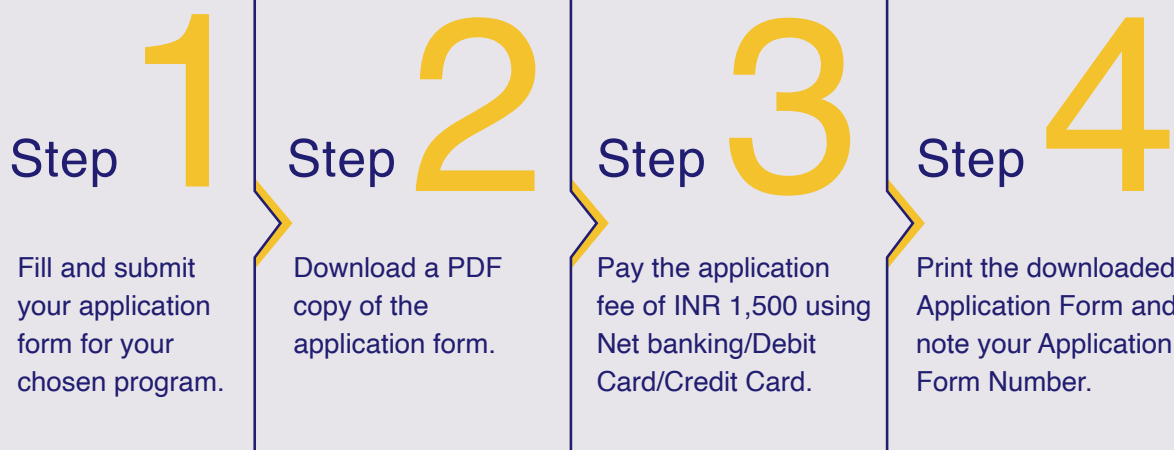 Step 1
Fill and submit
your application
form for your
chosen program.
Step 2
Download a PDF
copy of the
application form.
Step 3
Pay the application
fee of INR 1,500 using
Net banking/Debit
Card/Credit Card.
Step 4
Print the downloaded
Application Form and
note your Application
Form Number.